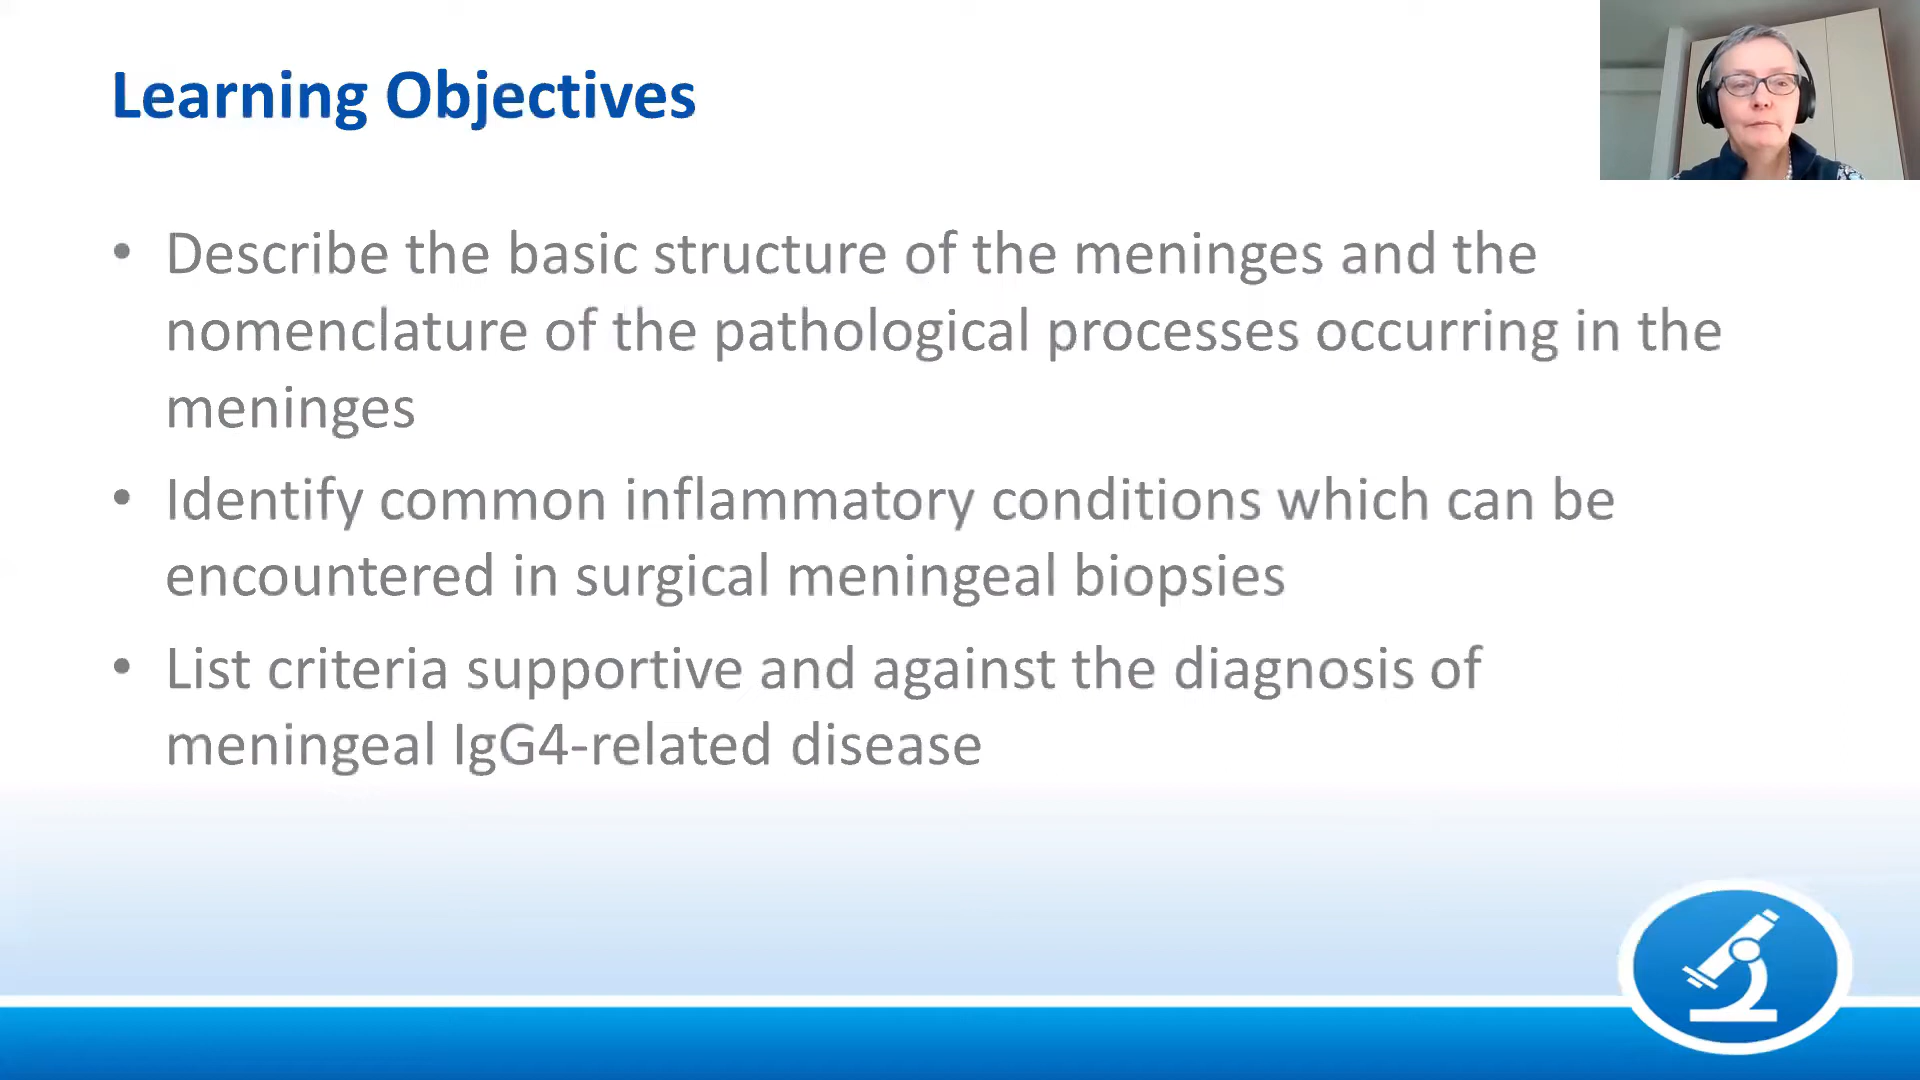 Learning Objectives
• Describe the basic structure of the meninges and the
nomenclature of the pathological processes occurring in the
meninges
• Identify common inflammatory conditions which can be
encountered in surgical meningeal biopsies
• List criteria supportive and against the diagnosis of
meningeal IgG4-related disease